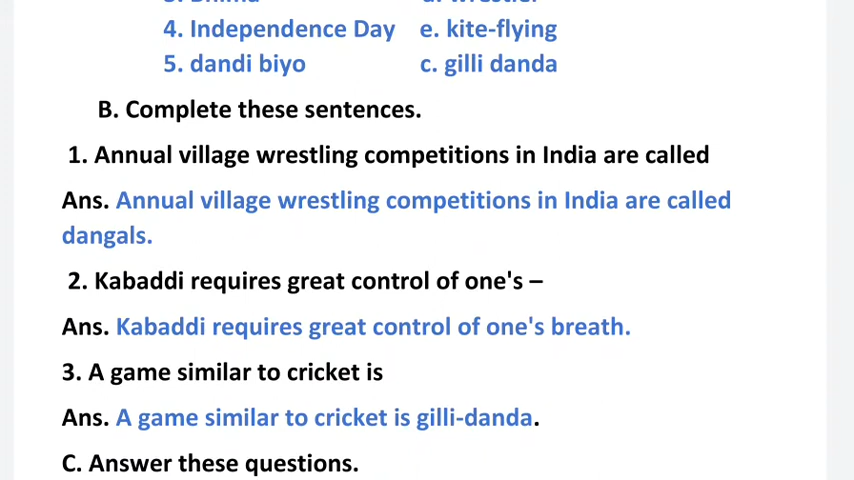 4. Independence Day e. kite-flying
5. dandi biyo c. gilli danda
B. Complete these sentences.
1. Annual village wrestling competitions in India are called
Ans. Annual village wrestling competitions in India are called
dangals.
2. Kabaddi requires great control of one's –
Ans. Kabaddi requires great control of one's breath.
3. A game similar to cricket is
Ans. A game similar to cricket is gilli-danda.
C. Answer these questions.